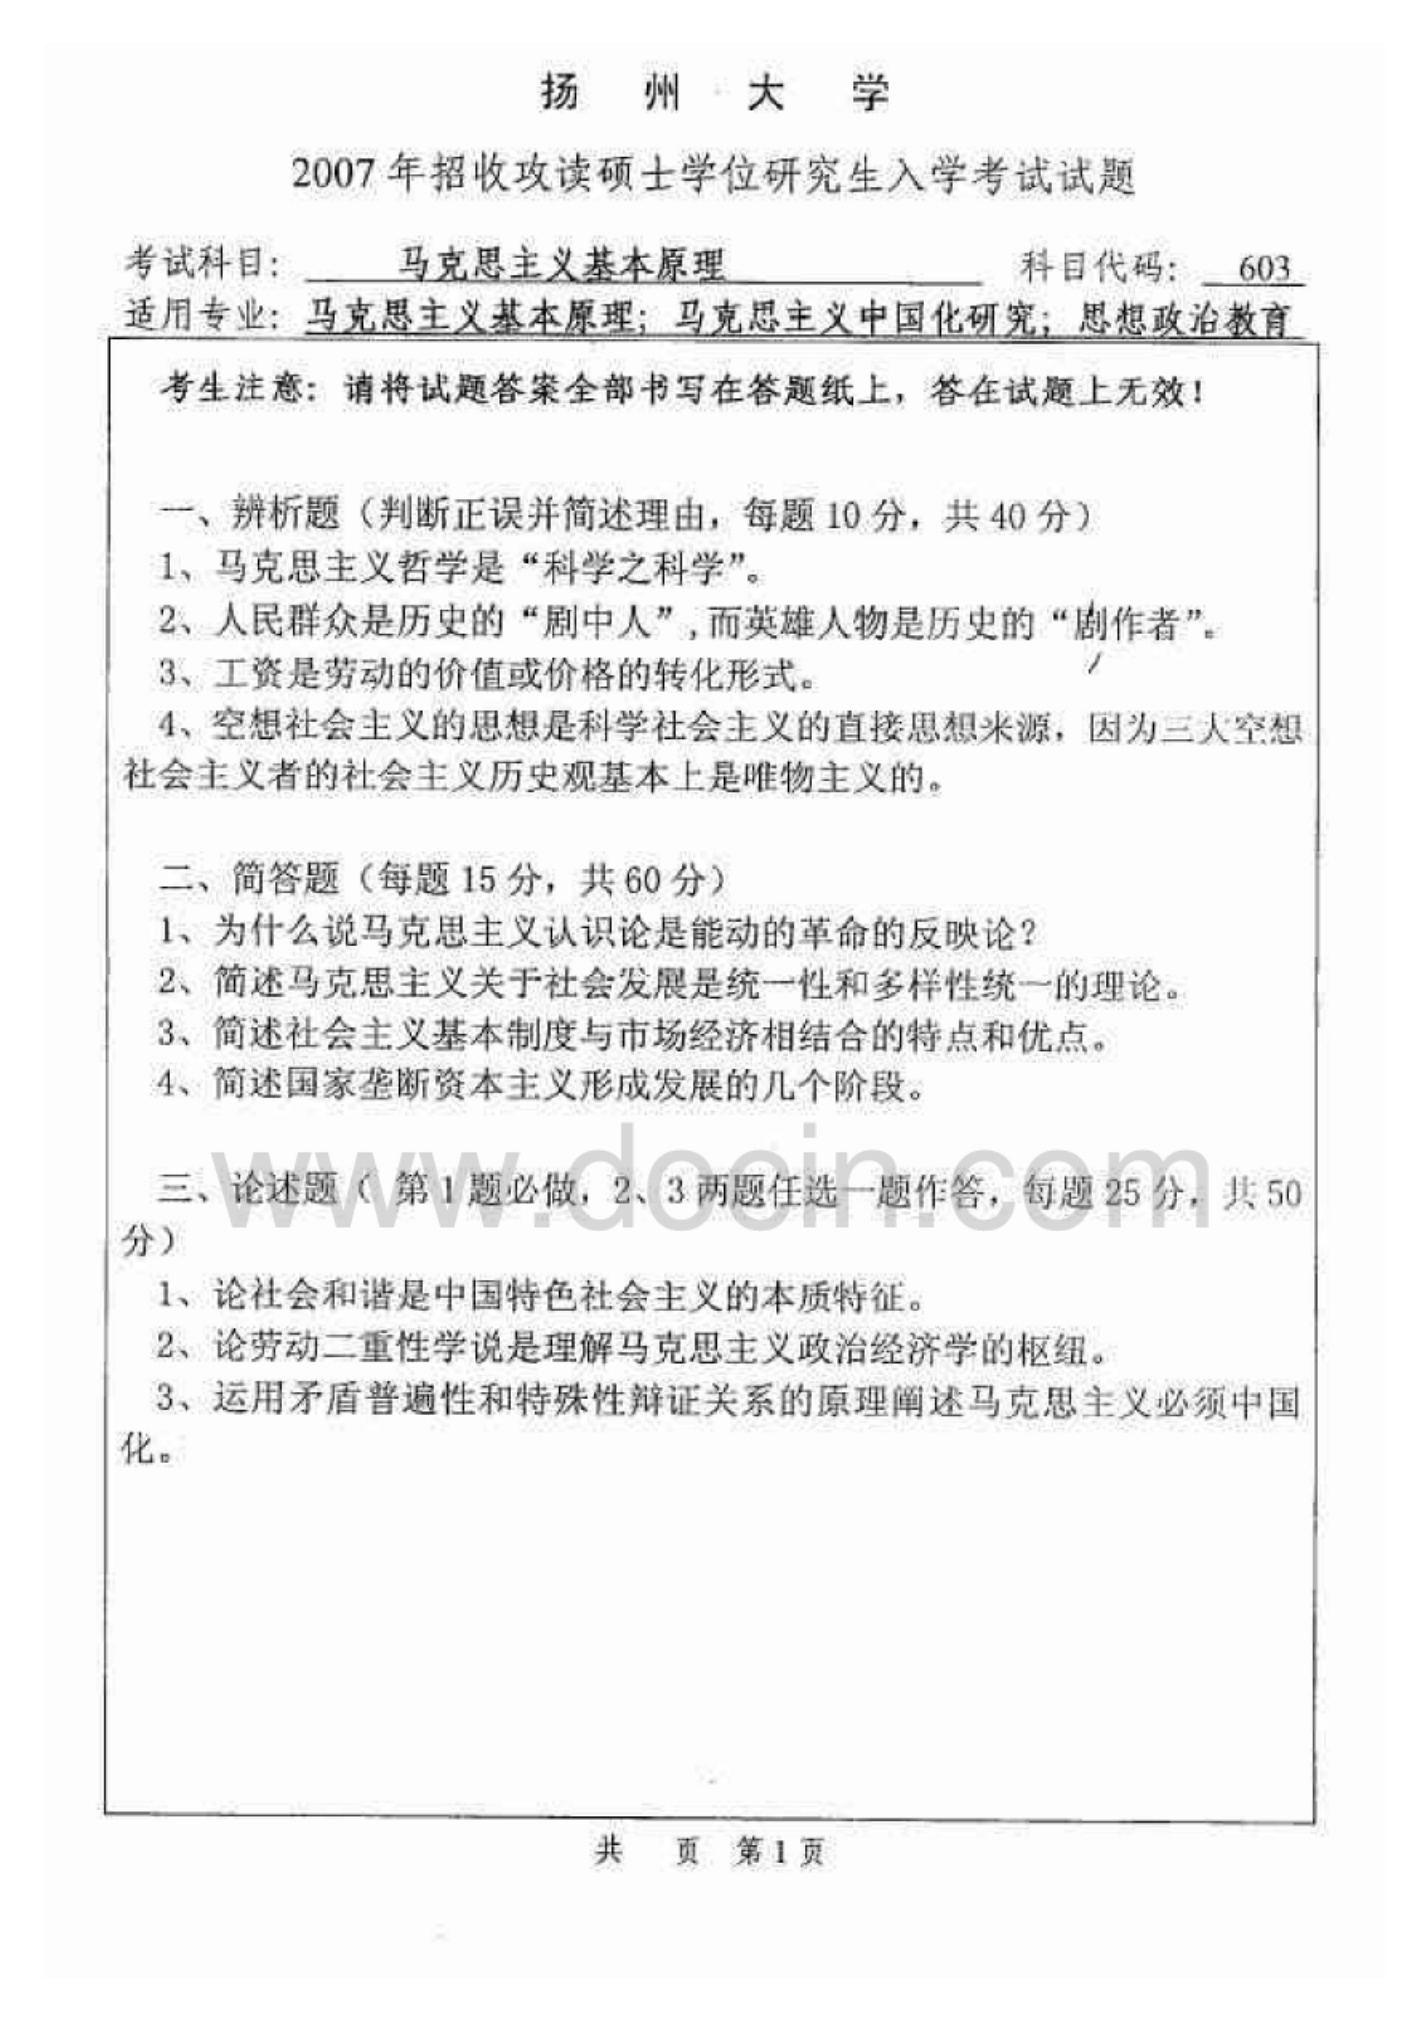 扬 州 大 学
2007年招收攻读硕士学位研究生入学考试试题
考试科目: 马克思主义基本原理 科目代码: 603
适用专业: 马克思主义基本原理; 马克思主义中国化研究; 思想政治教育
考生注意: 请将试题答案全部书写在答题纸上, 答在试题上无效!
一、辨析题（判断正误并简述理由, 每题10分, 共40分）
1、马克思主义哲学是“科学之科学”。
2、人民群众是历史的“剧中人”,而英雄人物是历史的“剧作者”。
3、工资是劳动的价值或价格的转化形式。
4、空想社会主义的思想是科学社会主义的直接思想来源, 因为三大空想
社会主义者的社会主义历史观基本上是唯物主义的。
二、简答题（每题15分, 共60分）
1、为什么说马克思主义认识论是能动的革命的反映论?
2、简述马克思主义关于社会发展是统一性和多样性统一的理论。
3、简述社会主义基本制度与市场经济相结合的特点和优点。
4、简述国家垄断资本主义形成发展的几个阶段。
www.docin.com
三、论述题（ 第1题必做, 2、3两题任选一题作答, 每题25分, 共50
分）
1、论社会和谐是中国特色社会主义的本质特征。
2、论劳动二重性学说是理解马克思主义政治经济学的枢纽。
3、运用矛盾普遍性和特殊性辩证关系的原理阐述马克思主义必须中国
化。
共 页 第1页